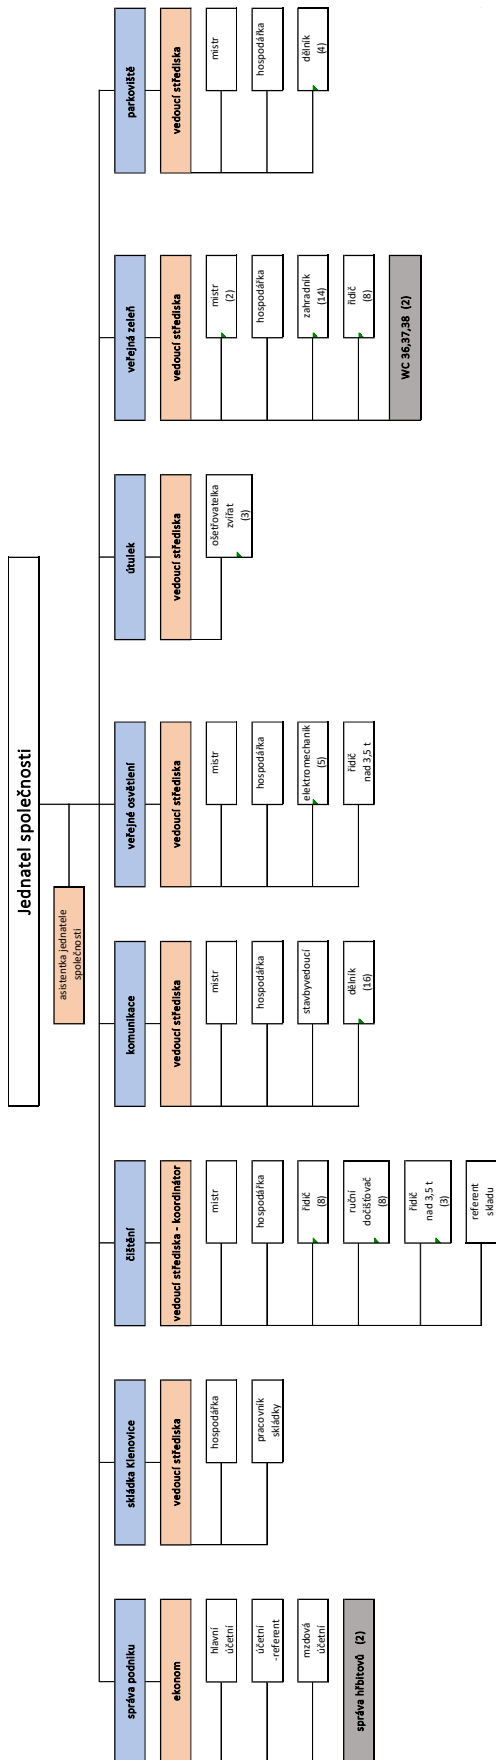 Jednatel společnosti
asistentka jednatele
společnosti
správa podniku
ekonom
hlavní
účetní
účetní
-referent
mzdová
účetní
správa hřbitovů (2)
skládka Klenovice
vedoucí střediska
hospodářka
pracovník
skládky
čištění
vedoucí střediska - koordinátor
mistr
hospodářka
řidič
(8)
ruční
dočišťovač
(8)
řidič
nad 3,5 t
(3)
referent
skladu
komunikace
vedoucí střediska
mistr
hospodářka
stavbyvedoucí
dělník
(16)
veřejné osvětlení
vedoucí střediska
mistr
hospodářka
elektromechanik
(5)
řidič
nad 3,5 t
útulek
vedoucí střediska
ošetřovatelka
zvířat
(3)
veřejná zeleň
vedoucí střediska
mistr
(2)
hospodářka
zahradník
(14)
řidič
(8)
WC 36,37,38 (2)
parkoviště
vedoucí střediska
mistr
hospodářka
dělník
(4)